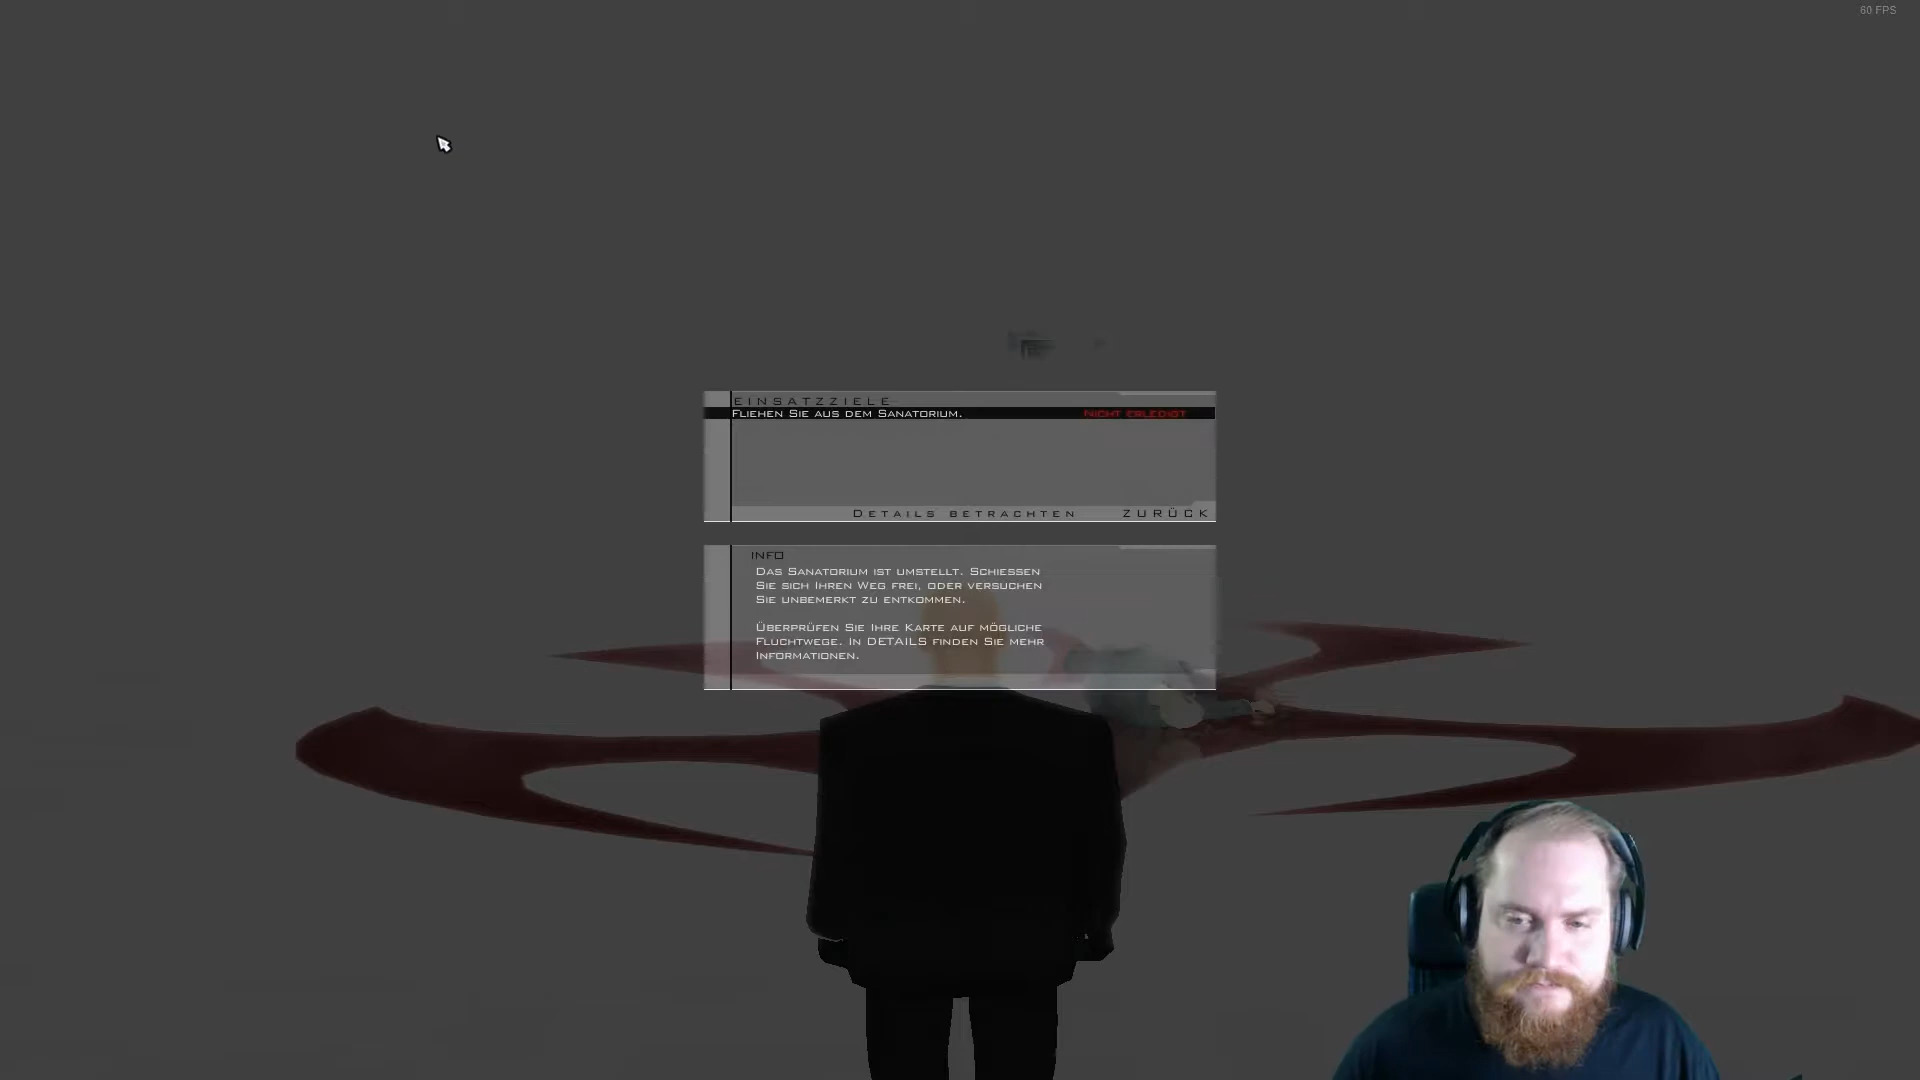 60 FPS
EINSATZZIELE
FLIEHEN SIE AUS DEM SANATORIUM. NICHT ERLEDIGT
DETAILS BETRACHTEN ZURÜCK
INFO
DAS SANATORIUM IST UMSTELLT. SCHIESSEN
SIE SICH IHREN WEG FREI, ODER VERSUCHEN
SIE UNBEMERKT ZU ENTKOMMEN.
ÜBERPRÜFEN SIE IHRE KARTE AUF MÖGLICHE
FLUCHTWEGE. IN DETAILS FINDEN SIE MEHR
INFORMATIONEN.